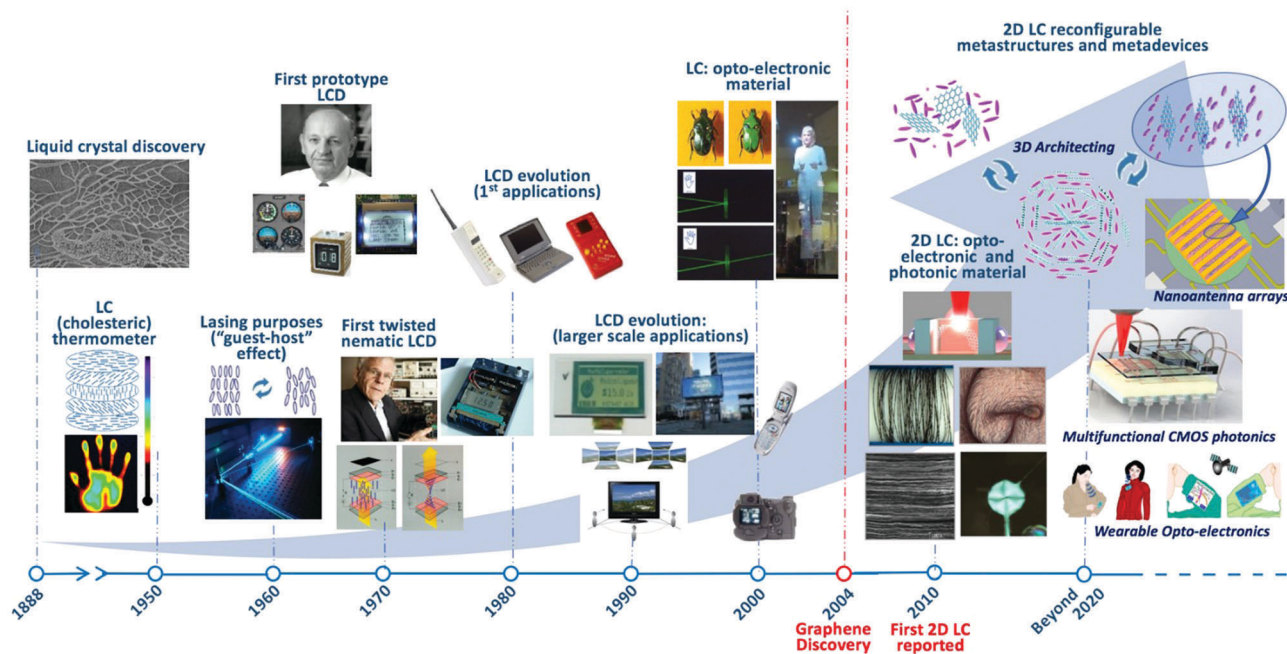 2D LC reconfigurable
metastructures and metadevices
First prototype
LCD
LC: opto-electronic
material
Liquid crystal discovery
3D Architecting
LCD evolution
(1st applications)
2D LC: opto-
electronic and
photonic material
Nanoantenna arrays
LC
(cholesteric)
thermometer
Lasing purposes
("guest-host"
effect)
First twisted
nematic LCD
LCD evolution:
(larger scale applications)
Multifunctional CMOS photonics
Wearable Opto-electronics
1888
1950
1960
1970
1980
1990
2000
2004
2010
Beyond
2020
Graphene
Discovery
First 2D LC
reported